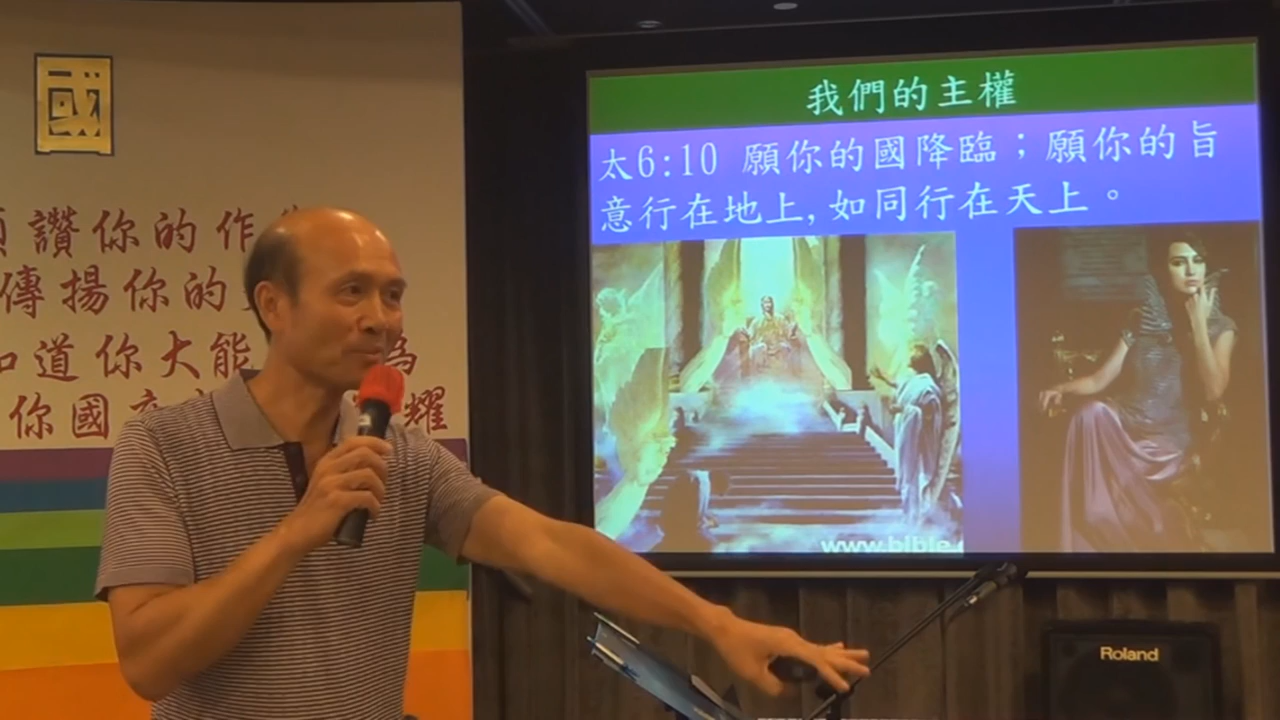 國
讚你的作
傳揚你的
知道你大能 為
你國 耀
我們的主權
太6:10 願你的國降臨；願你的旨
意行在地上,如同行在天上。
www.bible.c
Roland